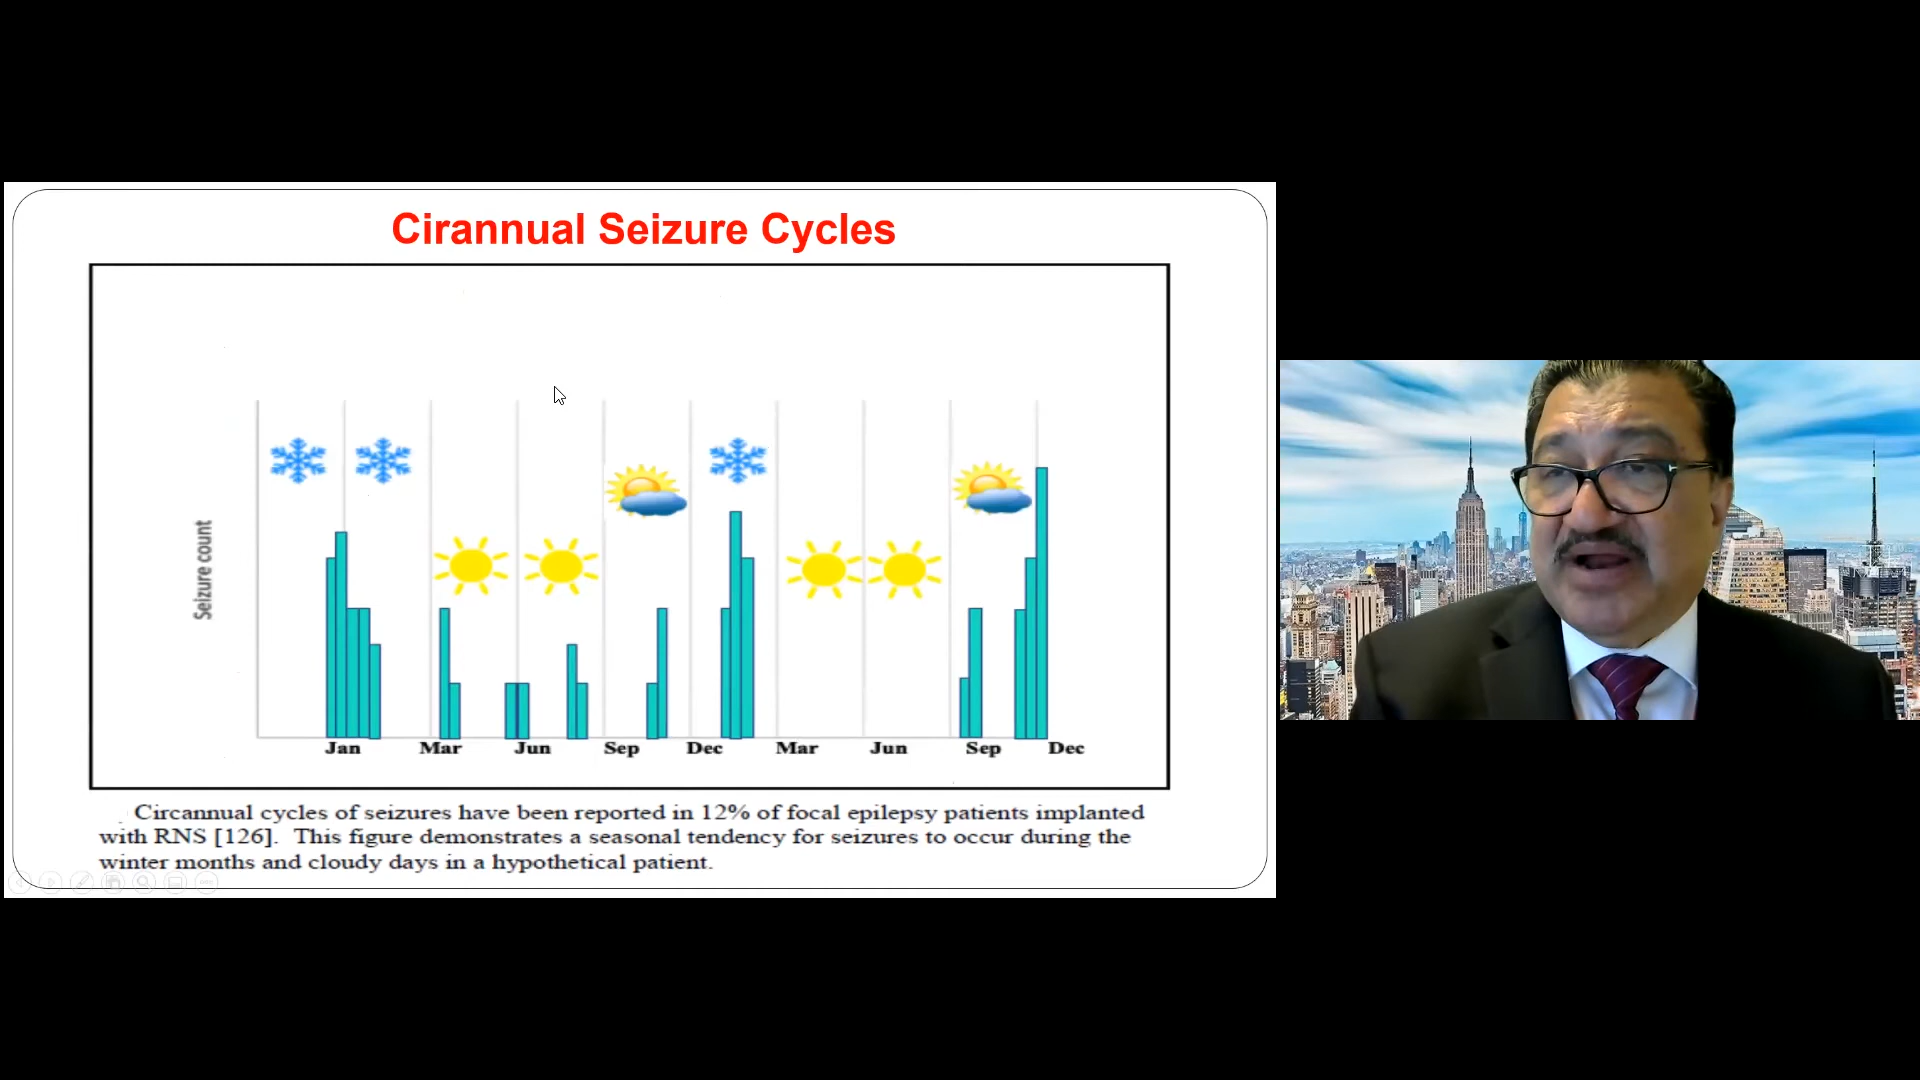 Cirannual Seizure Cycles
Seizure count
Jan Mar Jun Sep Dec Mar Jun Sep Dec
Circannual cycles of seizures have been reported in 12% of focal epilepsy patients implanted
with RNS [126]. This figure demonstrates a seasonal tendency for seizures to occur during the
winter months and cloudy days in a hypothetical patient.